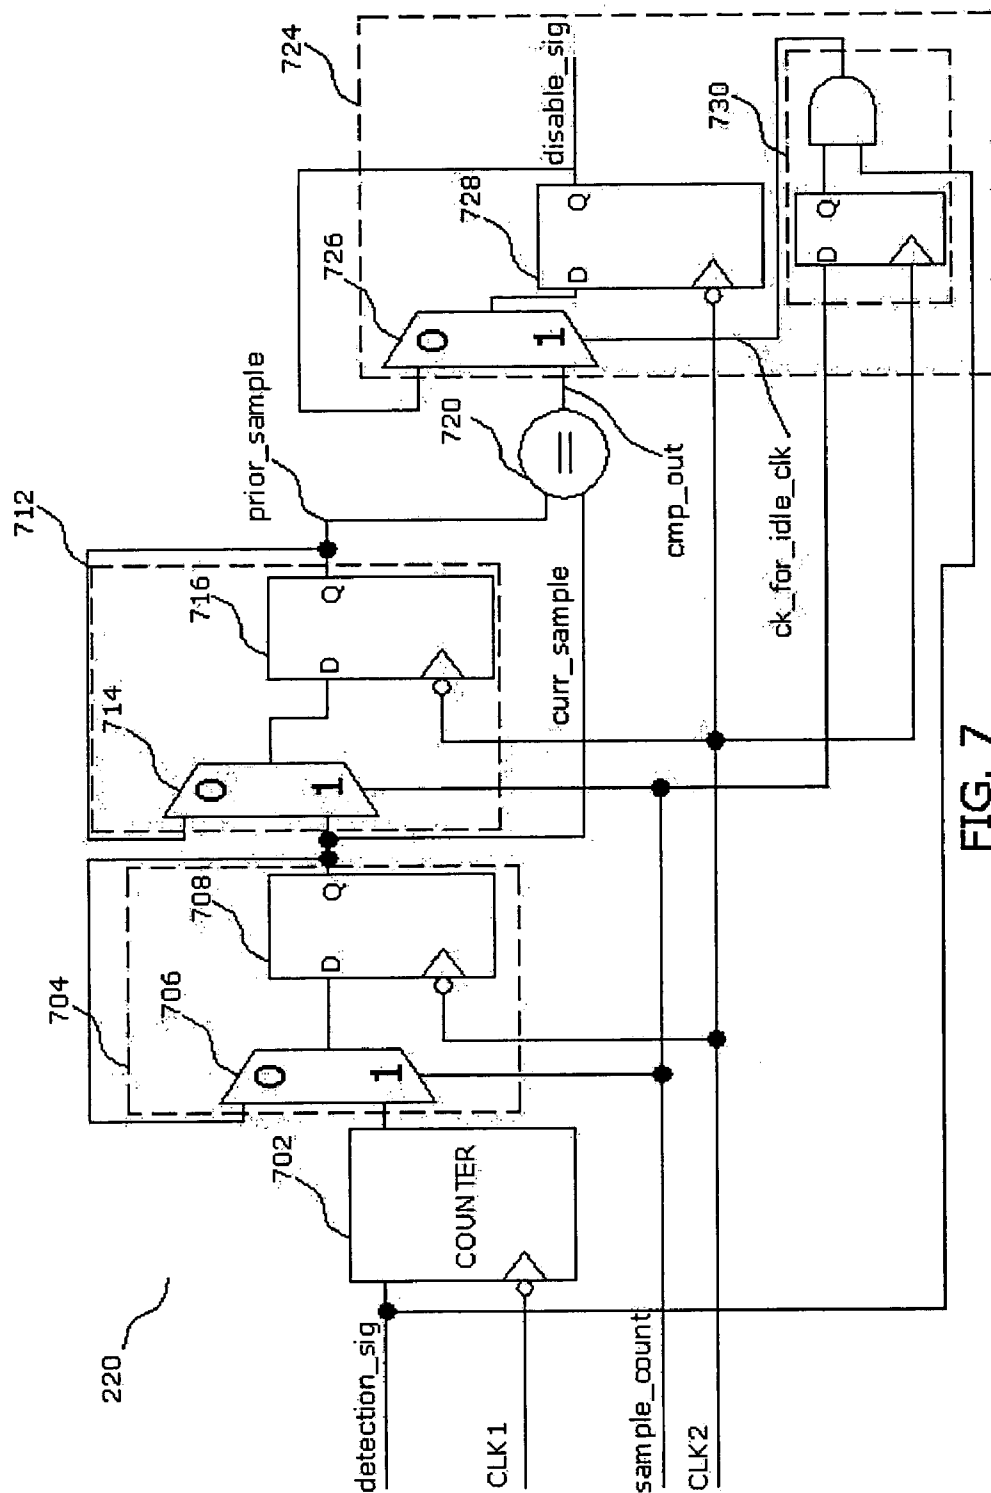 220
detection_sig
CLK1
sample_count
CLK2
702
COUNTER
704
706
0
1
708
D
Q
712
714
0
1
716
D
Q
prior_sample
curr_sample
720
==
cmp_out
ck_for_idle_clk
724
726
0
1
728
D
Q
disable_sig
730
D
Q
FIG. 7